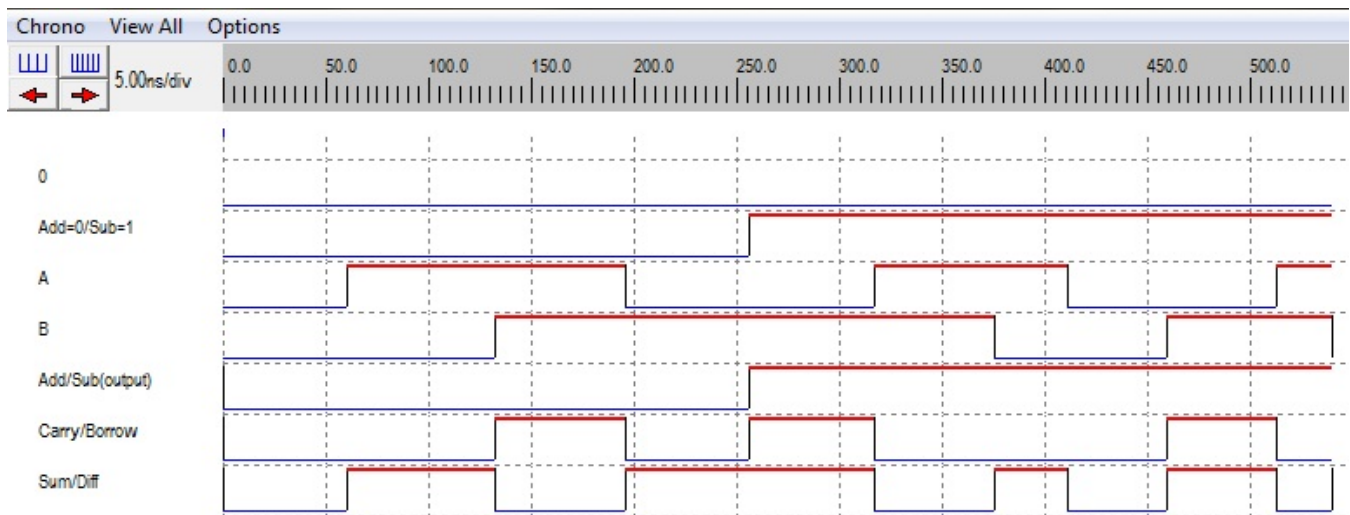 Chrono View All Options
5.00ns/div
0.0 50.0 100.0 150.0 200.0 250.0 300.0 350.0 400.0 450.0 500.0
0
Add=0/Sub=1
A
B
Add/Sub(output)
Carry/Borrow
Sum/Diff